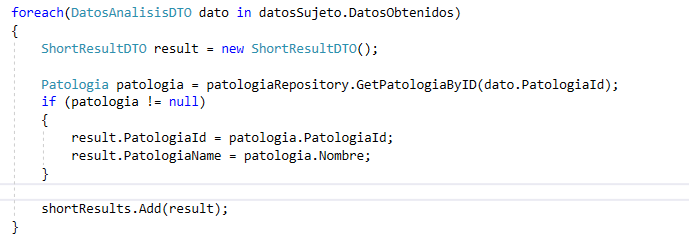 foreach(DatosAnalisisDTO dato in datosSujeto.DatosObtenidos)
{
    ShortResultDTO result = new ShortResultDTO();

    Patologia patologia = patologiaRepository.GetPatologiaByID(dato.PatologiaId);
    if (patologia != null)
    {
        result.PatologiaId = patologia.PatologiaId;
        result.PatologiaName = patologia.Nombre;
    }

    shortResults.Add(result);
}